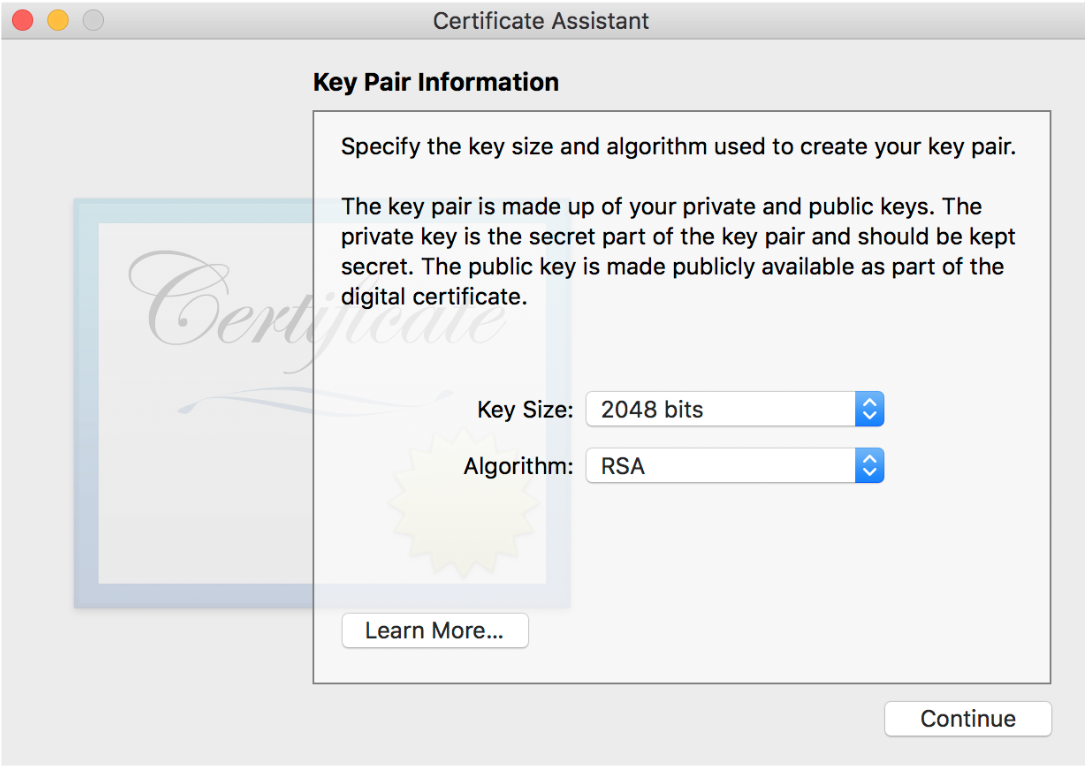 Certificate Assistant
Key Pair Information
Specify the key size and algorithm used to create your key pair.
The key pair is made up of your private and public keys. The
private key is the secret part of the key pair and should be kept
secret. The public key is made publicly available as part of the
digital certificate.
Certificate
Key Size: 2048 bits
Algorithm: RSA
Learn More...
Continue